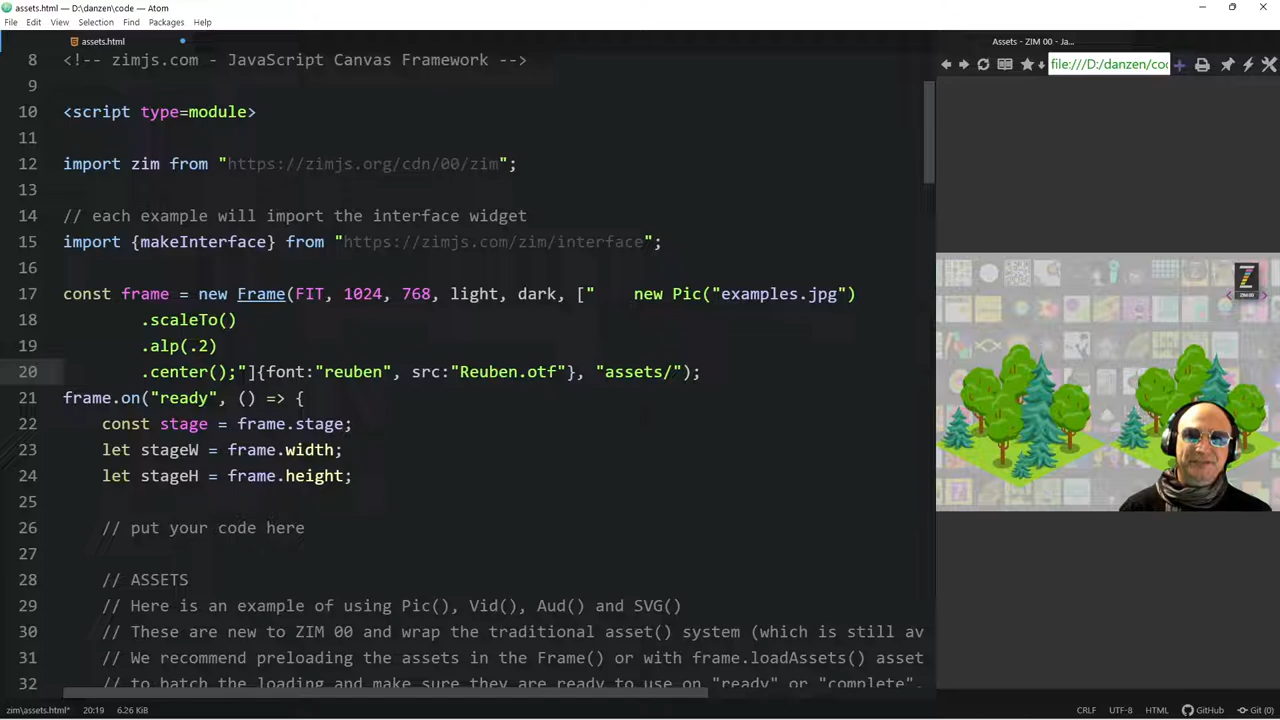 assets.html — D:\danzen\code — Atom
File Edit View Selection Find Packages Help
assets.html
Assets - ZIM 00 - Ja...
file:///D:/danzen/coc
8 <!-- zimjs.com - JavaScript Canvas Framework -->
9
10 <script type=module>
11
12 import zim from "https://zimjs.org/cdn/00/zim";
13
14 // each example will import the interface widget
15 import {makeInterface} from "https://zimjs.com/zim/interface";
16
17 const frame = new Frame(FIT, 1024, 768, light, dark, ["    new Pic("examples.jpg")
18 .scaleTo()
19 .alp(.2)
20 .center();"]{font:"reuben", src:"Reuben.otf"}, "assets/");
21 frame.on("ready", () => {
22 const stage = frame.stage;
23 let stageW = frame.width;
24 let stageH = frame.height;
25
26 // put your code here
27
28 // ASSETS
29 // Here is an example of using Pic(), Vid(), Aud() and SVG()
30 // These are new to ZIM 00 and wrap the traditional asset() system (which is still av
31 // We recommend preloading the assets in the Frame() or with frame.loadAssets() asset
32 // to batch the loading and make sure they are ready to use on "ready" or "complete".
Z
ZIM 00
zim\assets.html* 20:19 6.26 KiB
CRLF UTF-8 HTML GitHub Git (0)